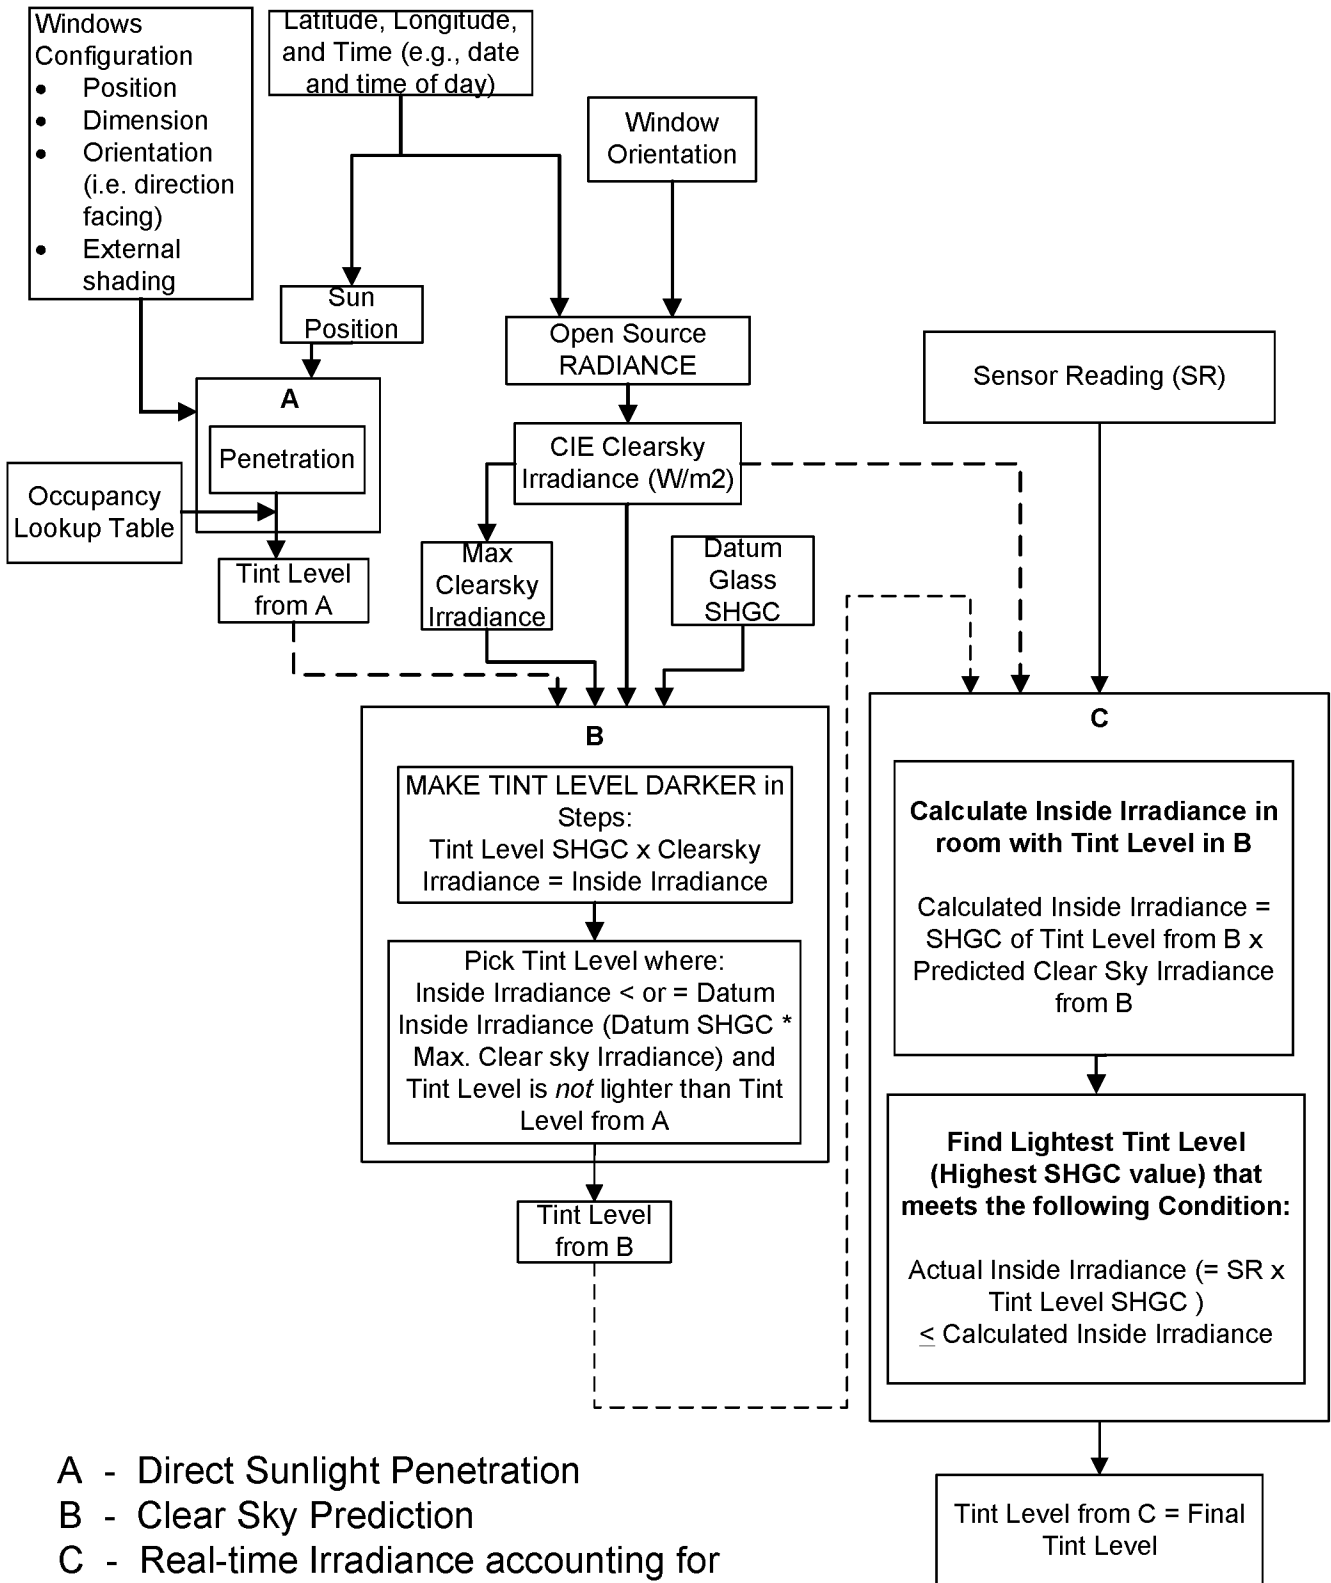 Windows
Configuration
• Position
• Dimension
• Orientation
(i.e. direction
facing)
• External
shading
Latitude, Longitude,
and Time (e.g., date
and time of day)
Window
Orientation
Sun
Position
Open Source
RADIANCE
Sensor Reading (SR)
A
Penetration
CIE Clearsky
Irradiance (W/m2)
Occupancy
Lookup Table
Tint Level
from A
Max
Clearsky
Irradiance
Datum
Glass
SHGC
B
MAKE TINT LEVEL DARKER in
Steps:
Tint Level SHGC x Clearsky
Irradiance = Inside Irradiance
Pick Tint Level where:
Inside Irradiance < or = Datum
Inside Irradiance (Datum SHGC *
Max. Clear sky Irradiance) and
Tint Level is not lighter than Tint
Level from A
Tint Level
from B
C
Calculate Inside Irradiance in
room with Tint Level in B
Calculated Inside Irradiance =
SHGC of Tint Level from B x
Predicted Clear Sky Irradiance
from B
Find Lightest Tint Level
(Highest SHGC value) that
meets the following Condition:
Actual Inside Irradiance (= SR x
Tint Level SHGC )
≤ Calculated Inside Irradiance
Tint Level from C = Final
Tint Level
A - Direct Sunlight Penetration
B - Clear Sky Prediction
C - Real-time Irradiance accounting for